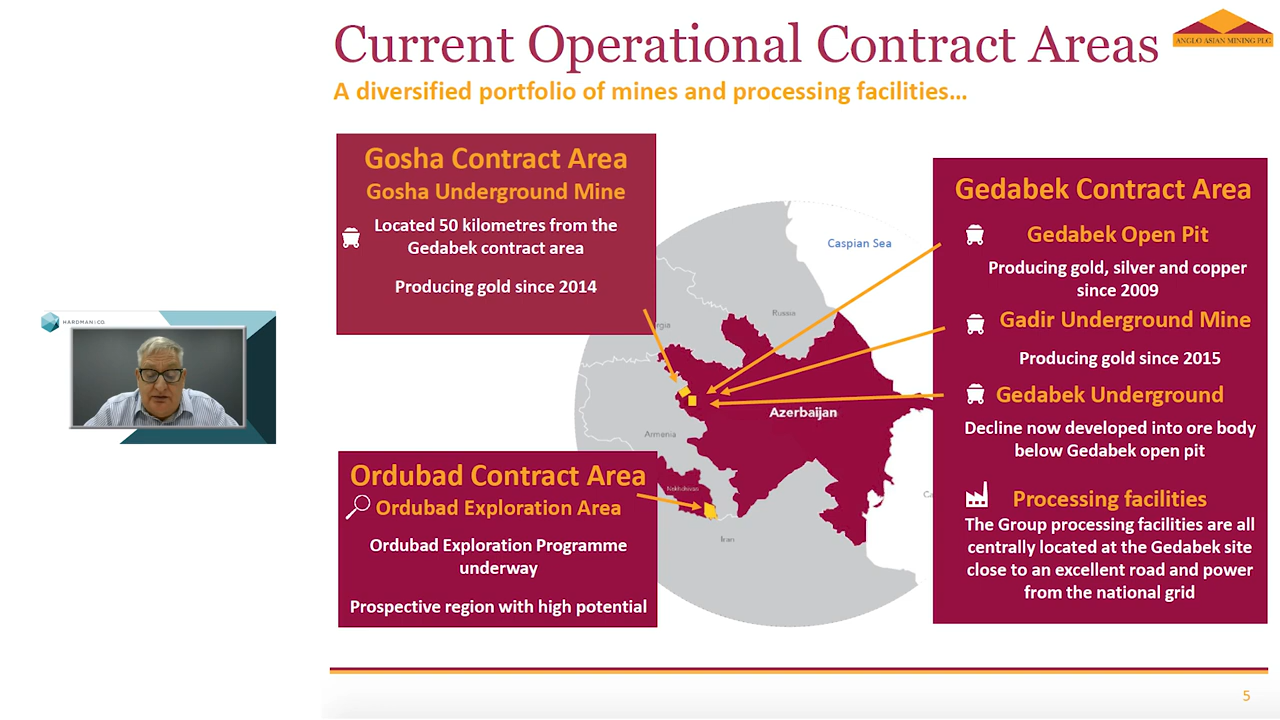 Current Operational Contract Areas
ANGLO ASIAN MINING PLC
A diversified portfolio of mines and processing facilities…
Gosha Contract Area
Gosha Underground Mine
Located 50 kilometres from the
Gedabek contract area
Producing gold since 2014
Gedabek Contract Area
Gedabek Open Pit
Producing gold, silver and copper
since 2009
Gadir Underground Mine
Producing gold since 2015
Gedabek Underground
Decline now developed into ore body
below Gedabek open pit
Processing facilities
The Group processing facilities are all
centrally located at the Gedabek site
close to an excellent road and power
from the national grid
Caspian Sea
Russia
rgia
Azerbaijan
Armenia
Nakhchivan
Iran
Ca
HARDMAN&CO.
Ordubad Contract Area
Ordubad Exploration Area
Ordubad Exploration Programme
underway
Prospective region with high potential
5